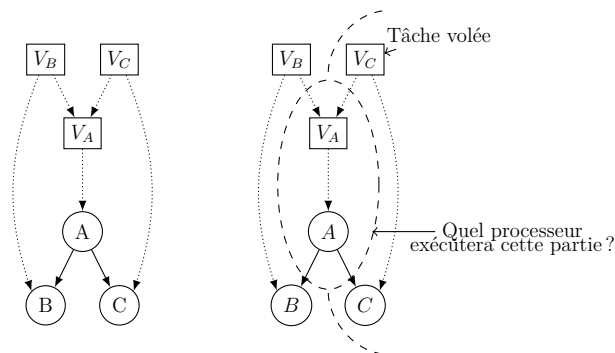 Tâche volée
V_B V_C V_B V_C
V_A V_A
A A
Quel processeur
exécutera cette partie ?
B C B C